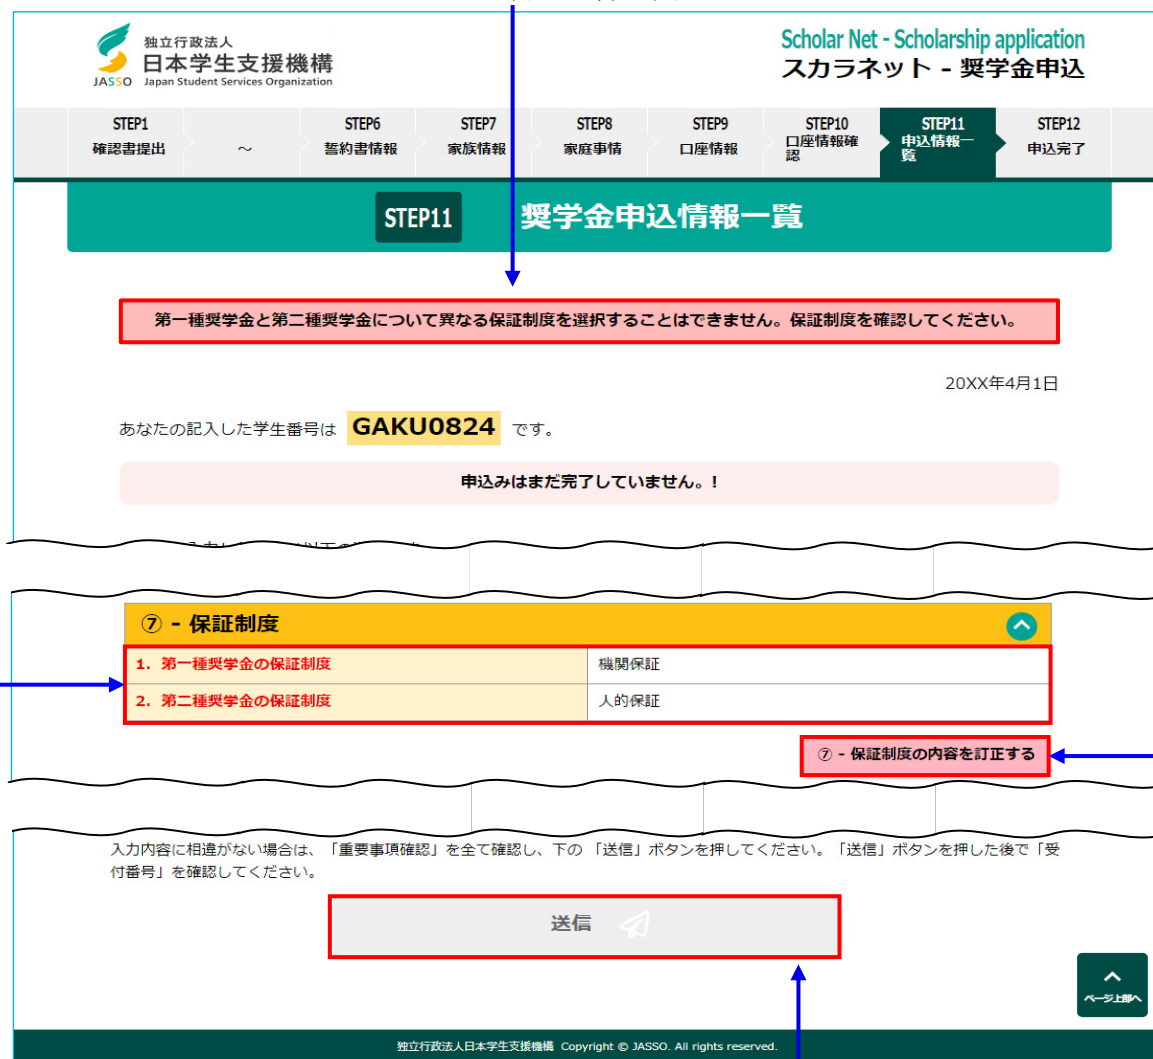 独立行政法人
日本学生支援機構
JASSO Japan Student Services Organization
Scholar Net - Scholarship application
スカラネット - 奨学金申込
STEP1
確認書提出
～
STEP6
誓約書情報
STEP7
家族情報
STEP8
家庭事情
STEP9
口座情報
STEP10
口座情報確
認
STEP11
申込情報一
覧
STEP12
申込完了
STEP11 奨学金申込情報一覧
第一種奨学金と第二種奨学金について異なる保証制度を選択することはできません。保証制度を確認してください。
20XX年4月1日
あなたの記入した学生番号は GAKU0824 です。
申込みはまだ完了していません。!
⑦ - 保証制度
1. 第一種奨学金の保証制度 機関保証
2. 第二種奨学金の保証制度 人的保証
⑦ - 保証制度の内容を訂正する
入力内容に相違がない場合は、「重要事項確認」を全て確認し、下の 「送信」ボタンを押してください。「送信」ボタンを押した後で「受
付番号」を確認してください。
送信
ページ上部へ
独立行政法人日本学生支援機構 Copyright © JASSO. All rights reserved.